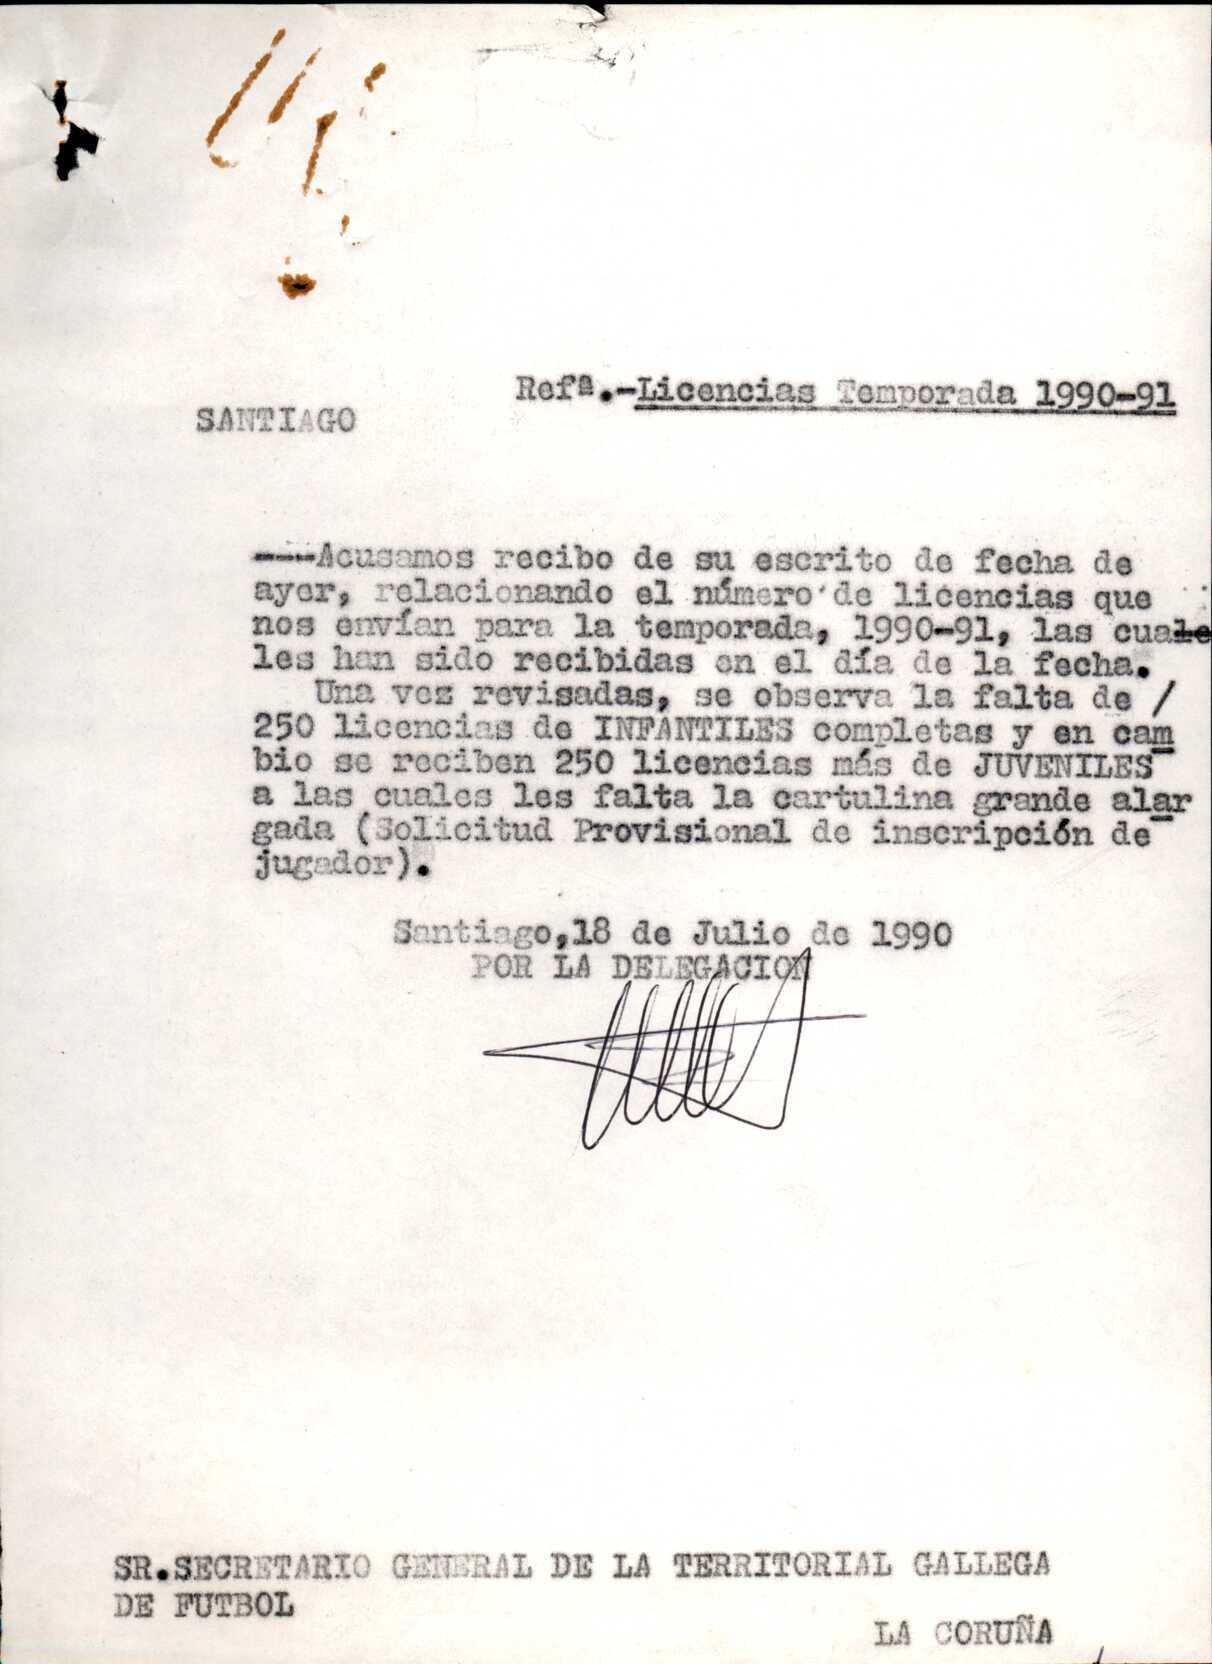 Refª.-Licencias Temporada 1990-91
SANTIAGO
----Acusamos recibo de su escrito de fecha de
ayer, relacionando el número de licencias que
nos envían para la temporada, 1990-91, las cuale
les han sido recibidas en el día de la fecha.
Una vez revisadas, se observa la falta de /
250 licencias de INFANTILES completas y en cam
bio se reciben 250 licencias más de JUVENILES
a las cuales les falta la cartulina grande alar
gada (Solicitud Provisional de inscripción de
jugador).
Santiago,18 de Julio de 1990
POR LA DELEGACION
SR.SECRETARIO GENERAL DE LA TERRITORIAL GALLEGA
DE FUTBOL
LA CORUÑA